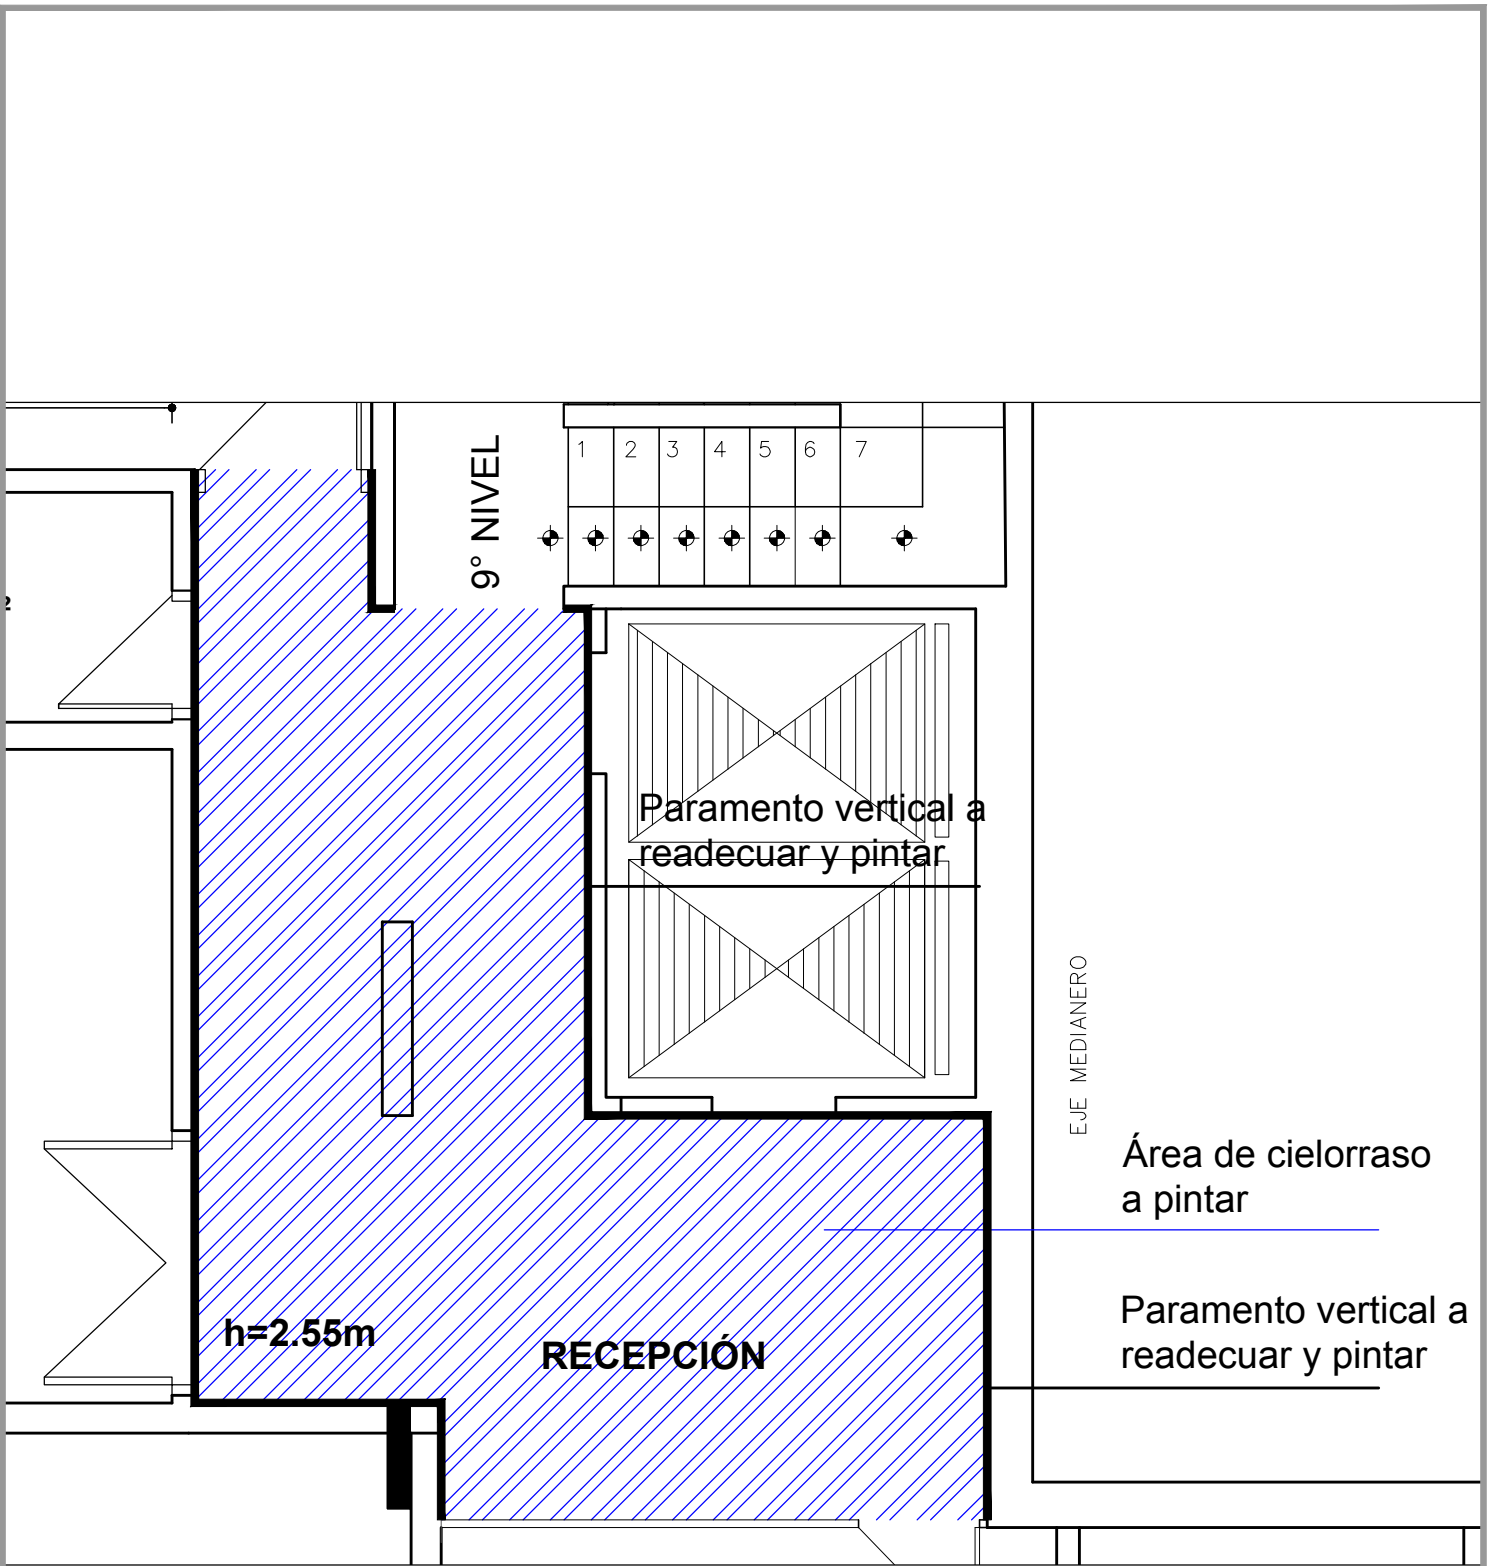 9° NIVEL
1 2 3 4 5 6 7
2
Paramento vertical a
readecuar y pintar
EJE MEDIANERO
Área de cielorraso
a pintar
Paramento vertical a
readecuar y pintar
h=2.55m
RECEPCIÓN